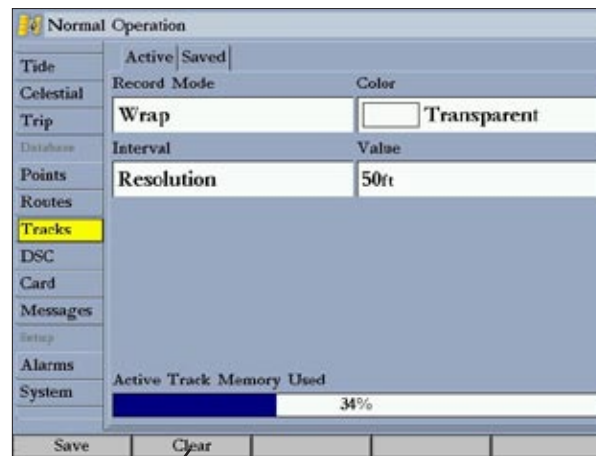 Normal Operation
Active Saved
Tide
Celestial
Trip
Database
Points
Routes
Tracks
DSC
Card
Messages
Setup
Alarms
System
Record Mode
Color
Wrap
Transparent
Interval
Value
Resolution
50ft
Active Track Memory Used
34%
Save
Clear